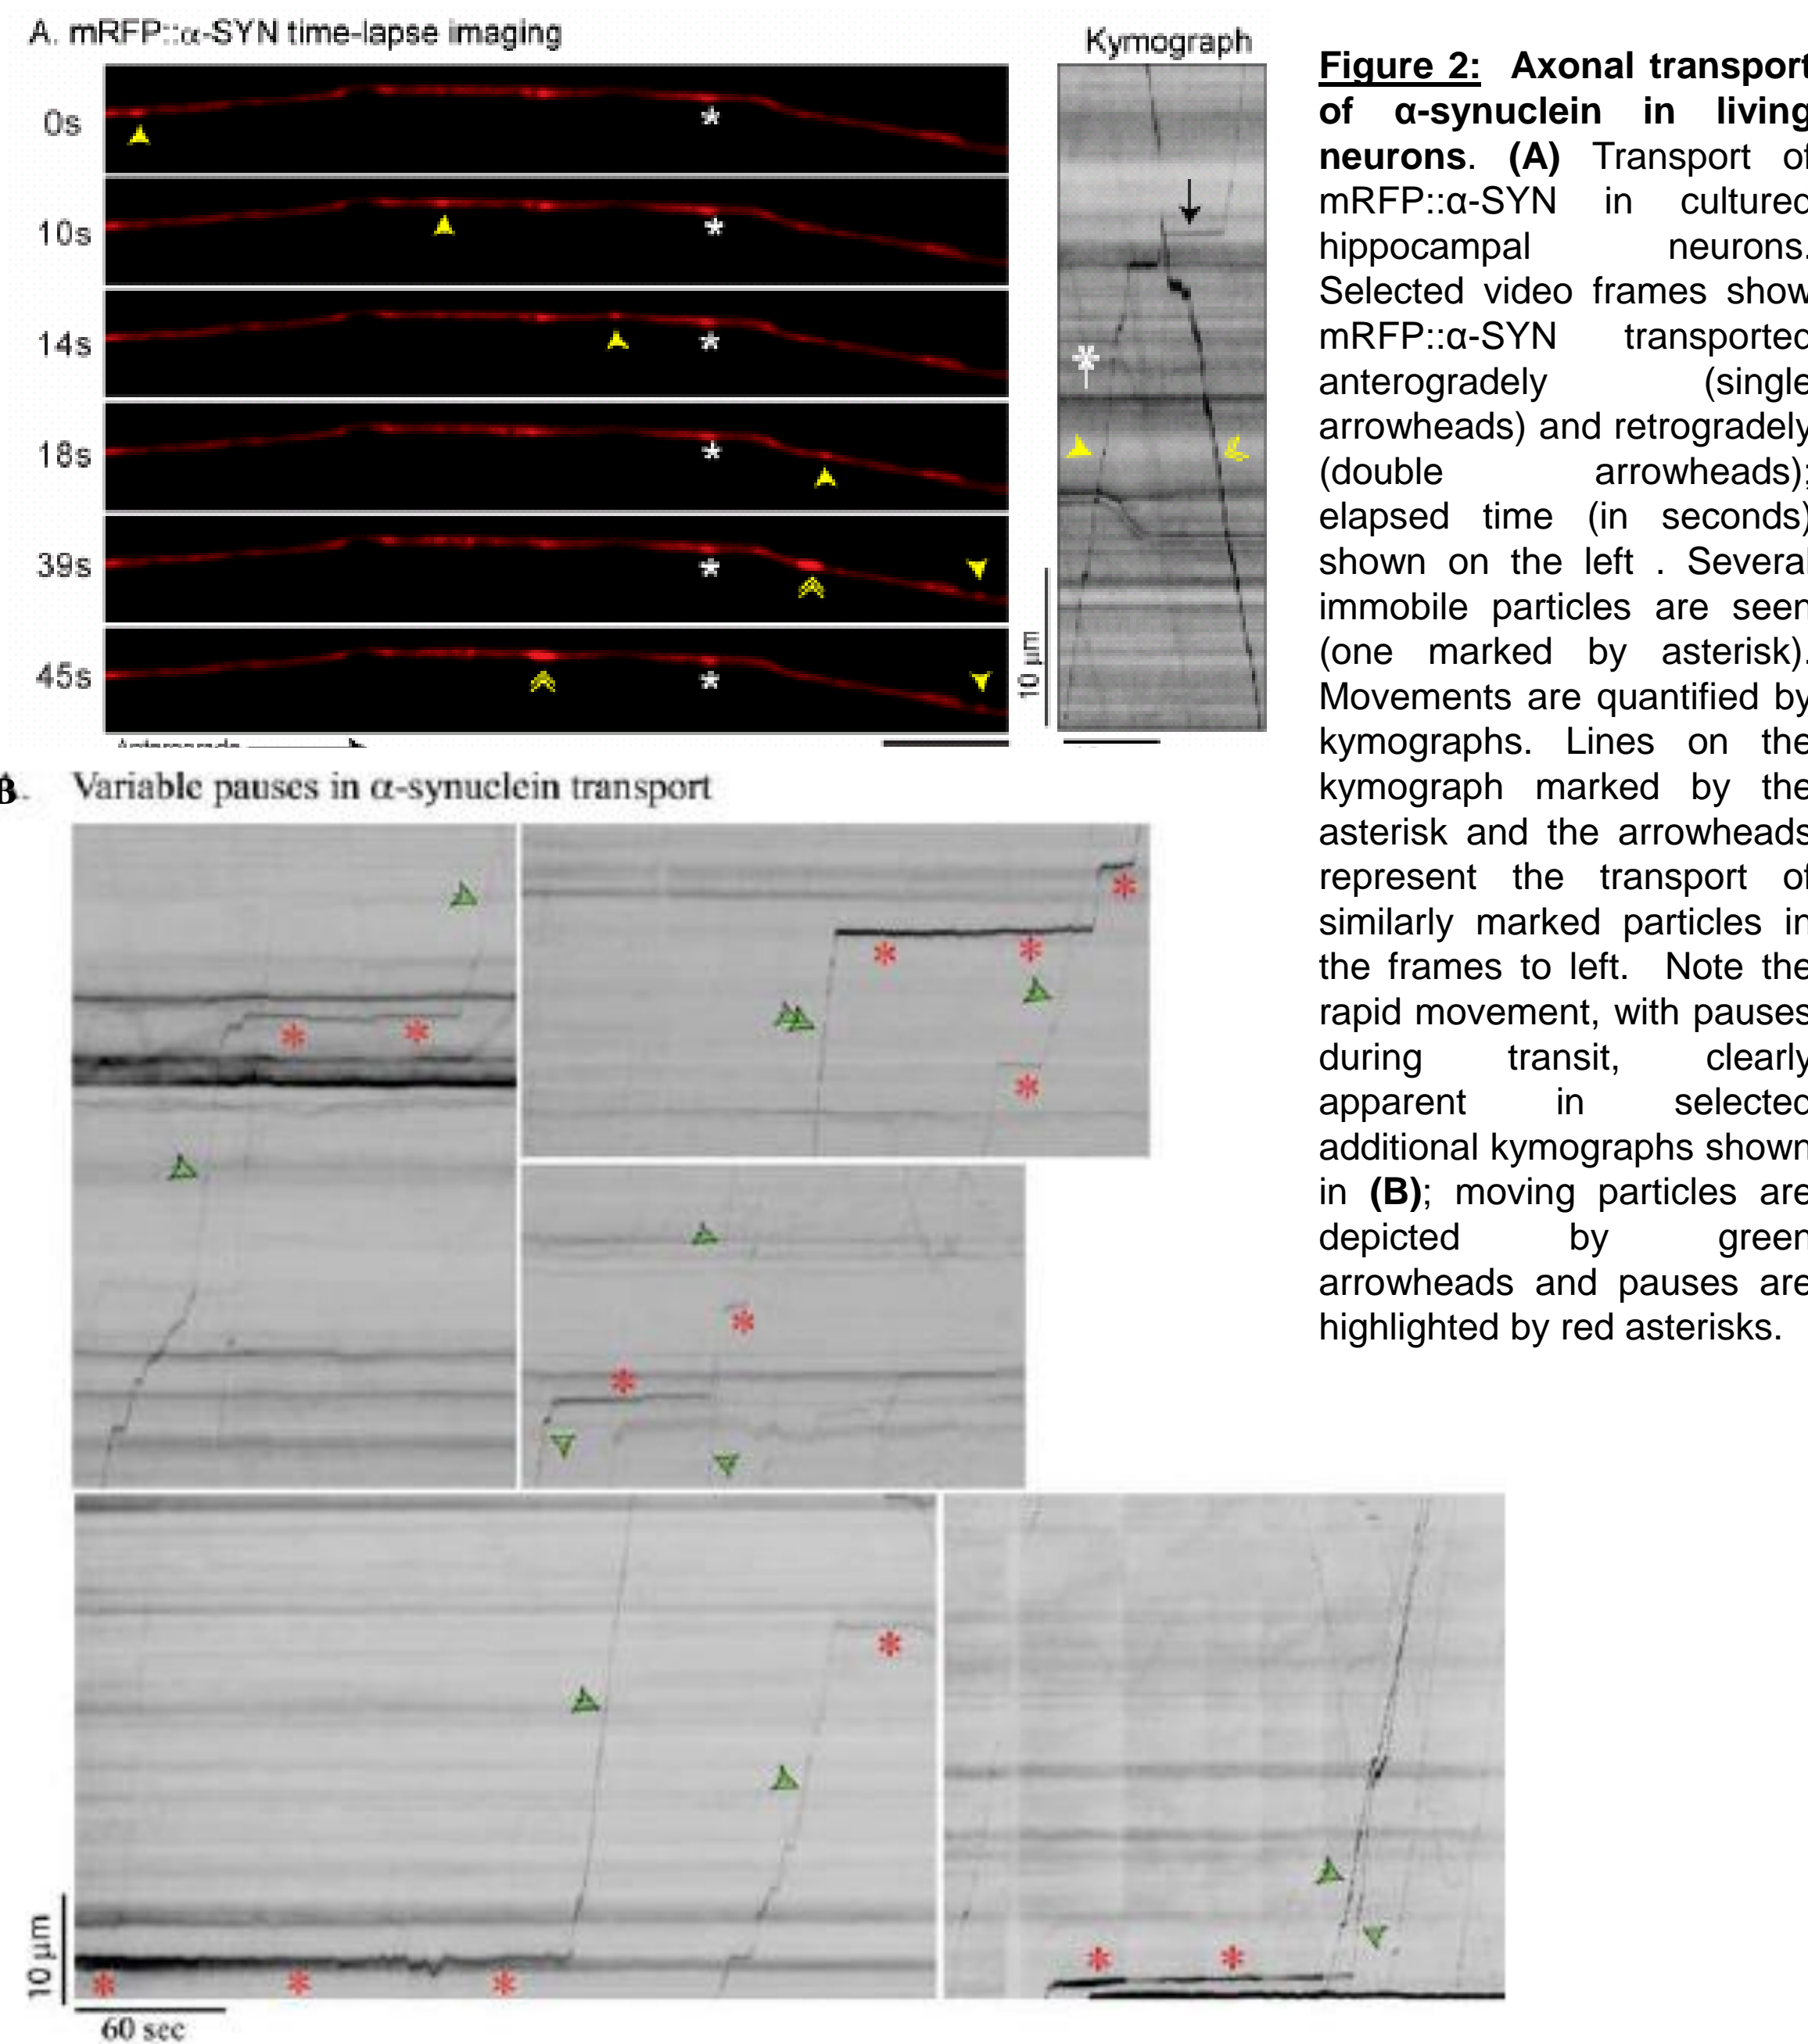 A. mRFP::α-SYN time-lapse imaging
0s
10s
14s
18s
39s
45s
*
*
*
*
*
*
Kymograph
*
10 µm
Figure 2: Axonal transport
of α-synuclein in living
neurons. (A) Transport of
mRFP::α-SYN in cultured
hippocampal neurons.
Selected video frames show
mRFP::α-SYN transported
anterogradely (single
arrowheads) and retrogradely
(double arrowheads);
elapsed time (in seconds)
shown on the left . Several
immobile particles are seen
(one marked by asterisk).
Movements are quantified by
kymographs. Lines on the
kymograph marked by the
asterisk and the arrowheads
represent the transport of
similarly marked particles in
the frames to left. Note the
rapid movement, with pauses
during transit, clearly
apparent in selected
additional kymographs shown
in (B); moving particles are
depicted by green
arrowheads and pauses are
highlighted by red asterisks.
B. Variable pauses in α-synuclein transport
10 µm
60 sec